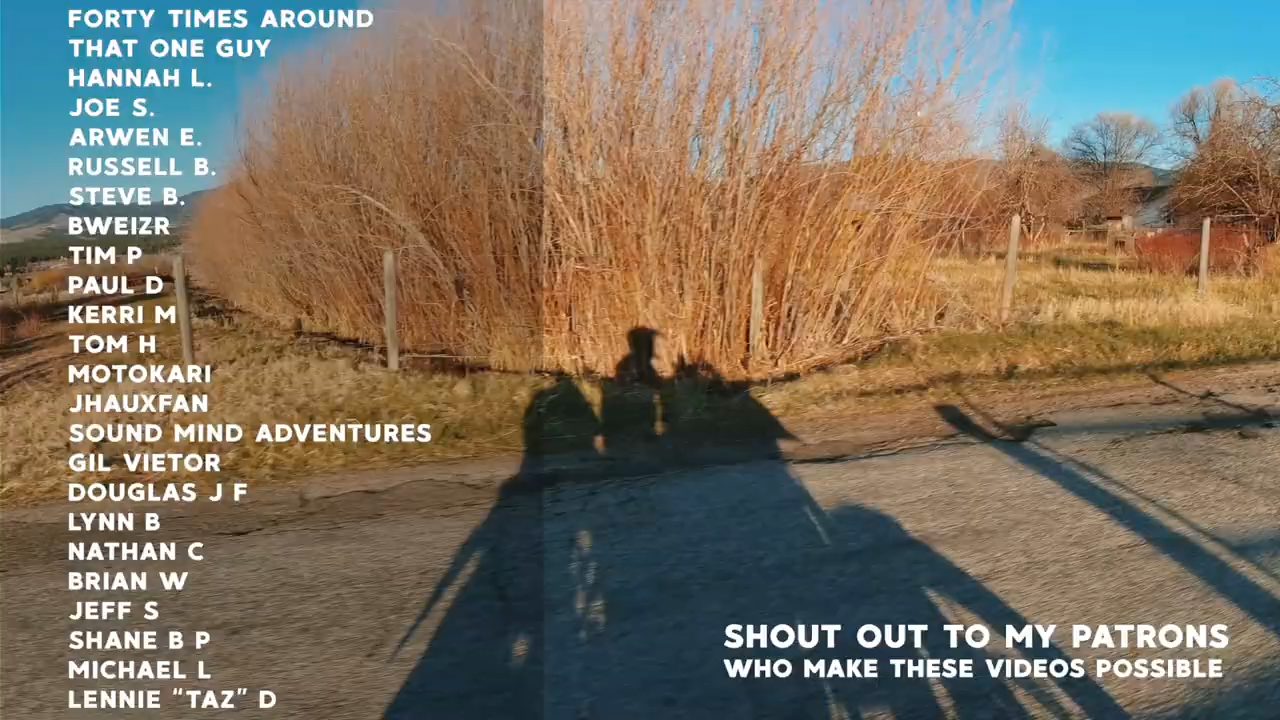 FORTY TIMES AROUND
THAT ONE GUY
HANNAH L.
JOE S.
ARWEN E.
RUSSELL B.
STEVE B.
BWEIZR
TIM P
PAUL D
KERRI M
TOM H
MOTOKARI
JHAUXFAN
SOUND MIND ADVENTURES
GIL VIETOR
DOUGLAS J F
LYNN B
NATHAN C
BRIAN W
JEFF S
SHANE B P
MICHAEL L
LENNIE “TAZ” D
SHOUT OUT TO MY PATRONS
WHO MAKE THESE VIDEOS POSSIBLE